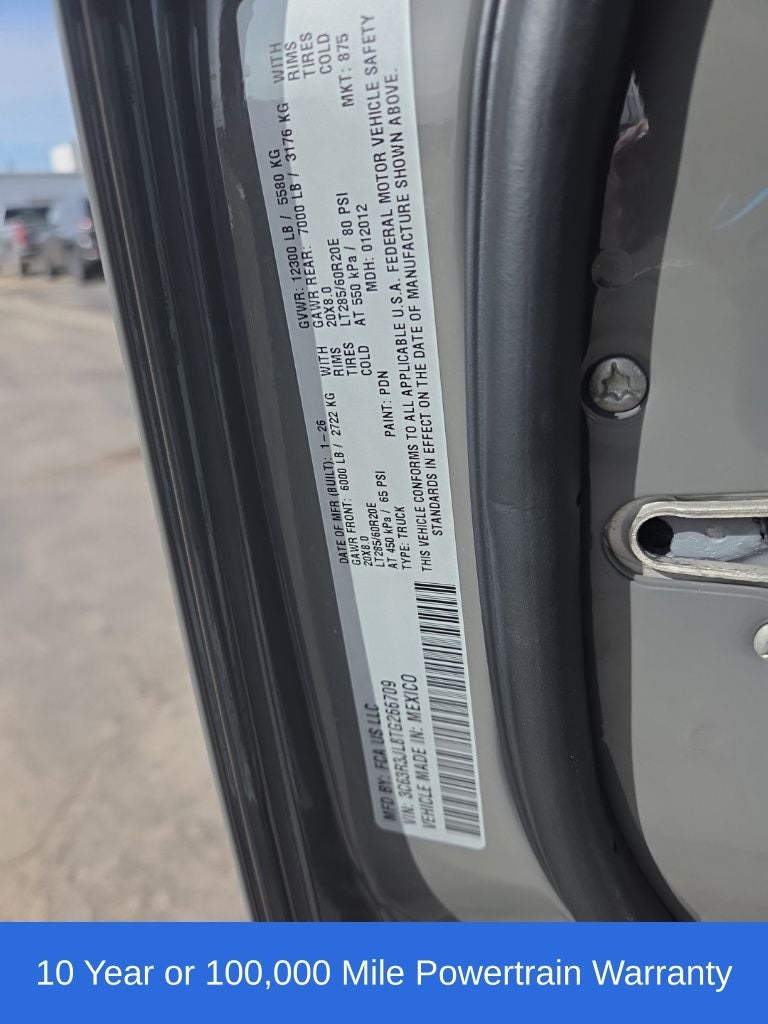 MFD BY: FCA US LLC
DATE OF MFR (BUILT): 1-26
GVWR: 12300 LB / 5580 KG
GAWR FRONT: 6000 LB / 2722 KG WITH
20X8.0 RIMS
LT285/60R20E TIRES
AT 450 kPa / 65 PSI COLD
GAWR REAR: 7000 LB / 3176 KG WITH
20X8.0 RIMS
LT285/60R20E TIRES
AT 550 kPa / 80 PSI COLD
TYPE: TRUCK PAINT: PDN MDH: 012012 MKT: 875
THIS VEHICLE CONFORMS TO ALL APPLICABLE U.S.A. FEDERAL MOTOR VEHICLE SAFETY
STANDARDS IN EFFECT ON THE DATE OF MANUFACTURE SHOWN ABOVE.
VIN: 3C63R3JL8TG266709
VEHICLE MADE IN: MEXICO
10 Year or 100,000 Mile Powertrain Warranty